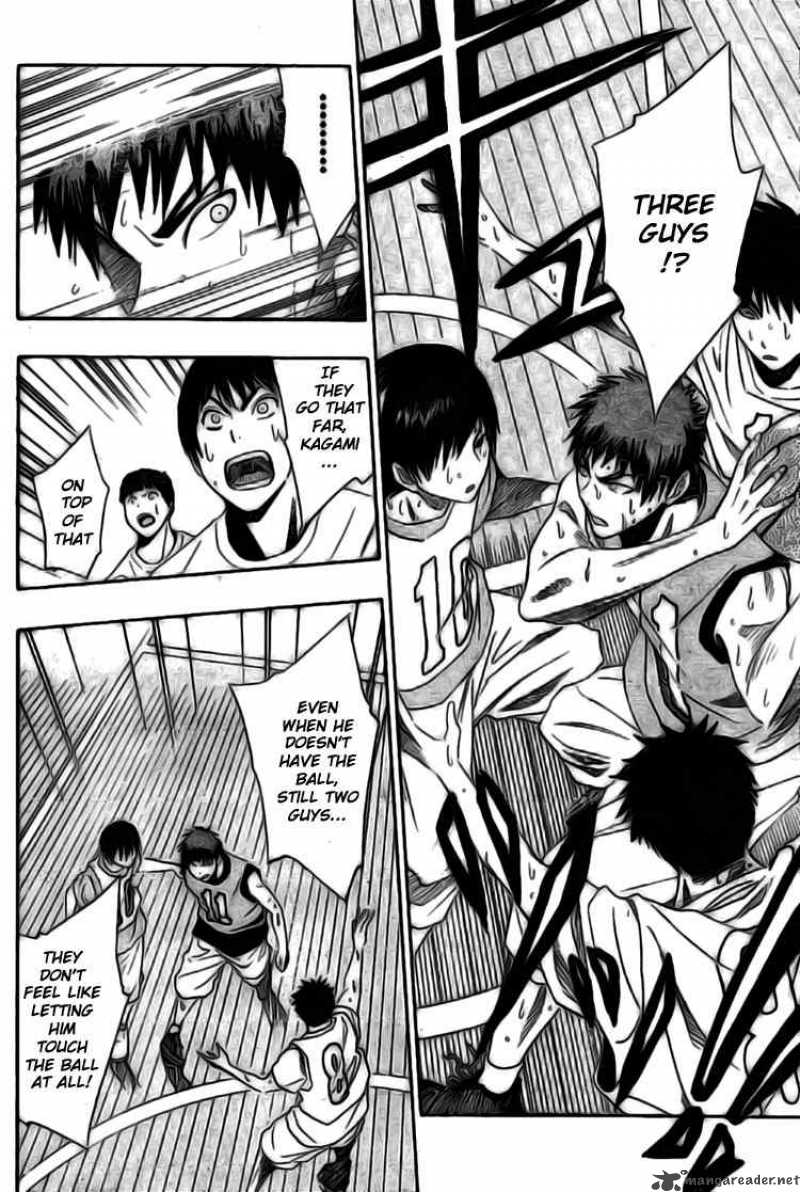 THREE
GUYS
!?
10
1
1
.........
IF
THEY
GO THAT
FAR,
KAGAMI
...
ON
TOP
OF
THAT
EVEN
WHEN HE
DOESN'T
HAVE THE
BALL,
STILL TWO
GUYS...
11
8
THEY
DON'T
FEEL LIKE
LETTING
HIM
TOUCH
THE BALL
AT ALL!
mangareader.net